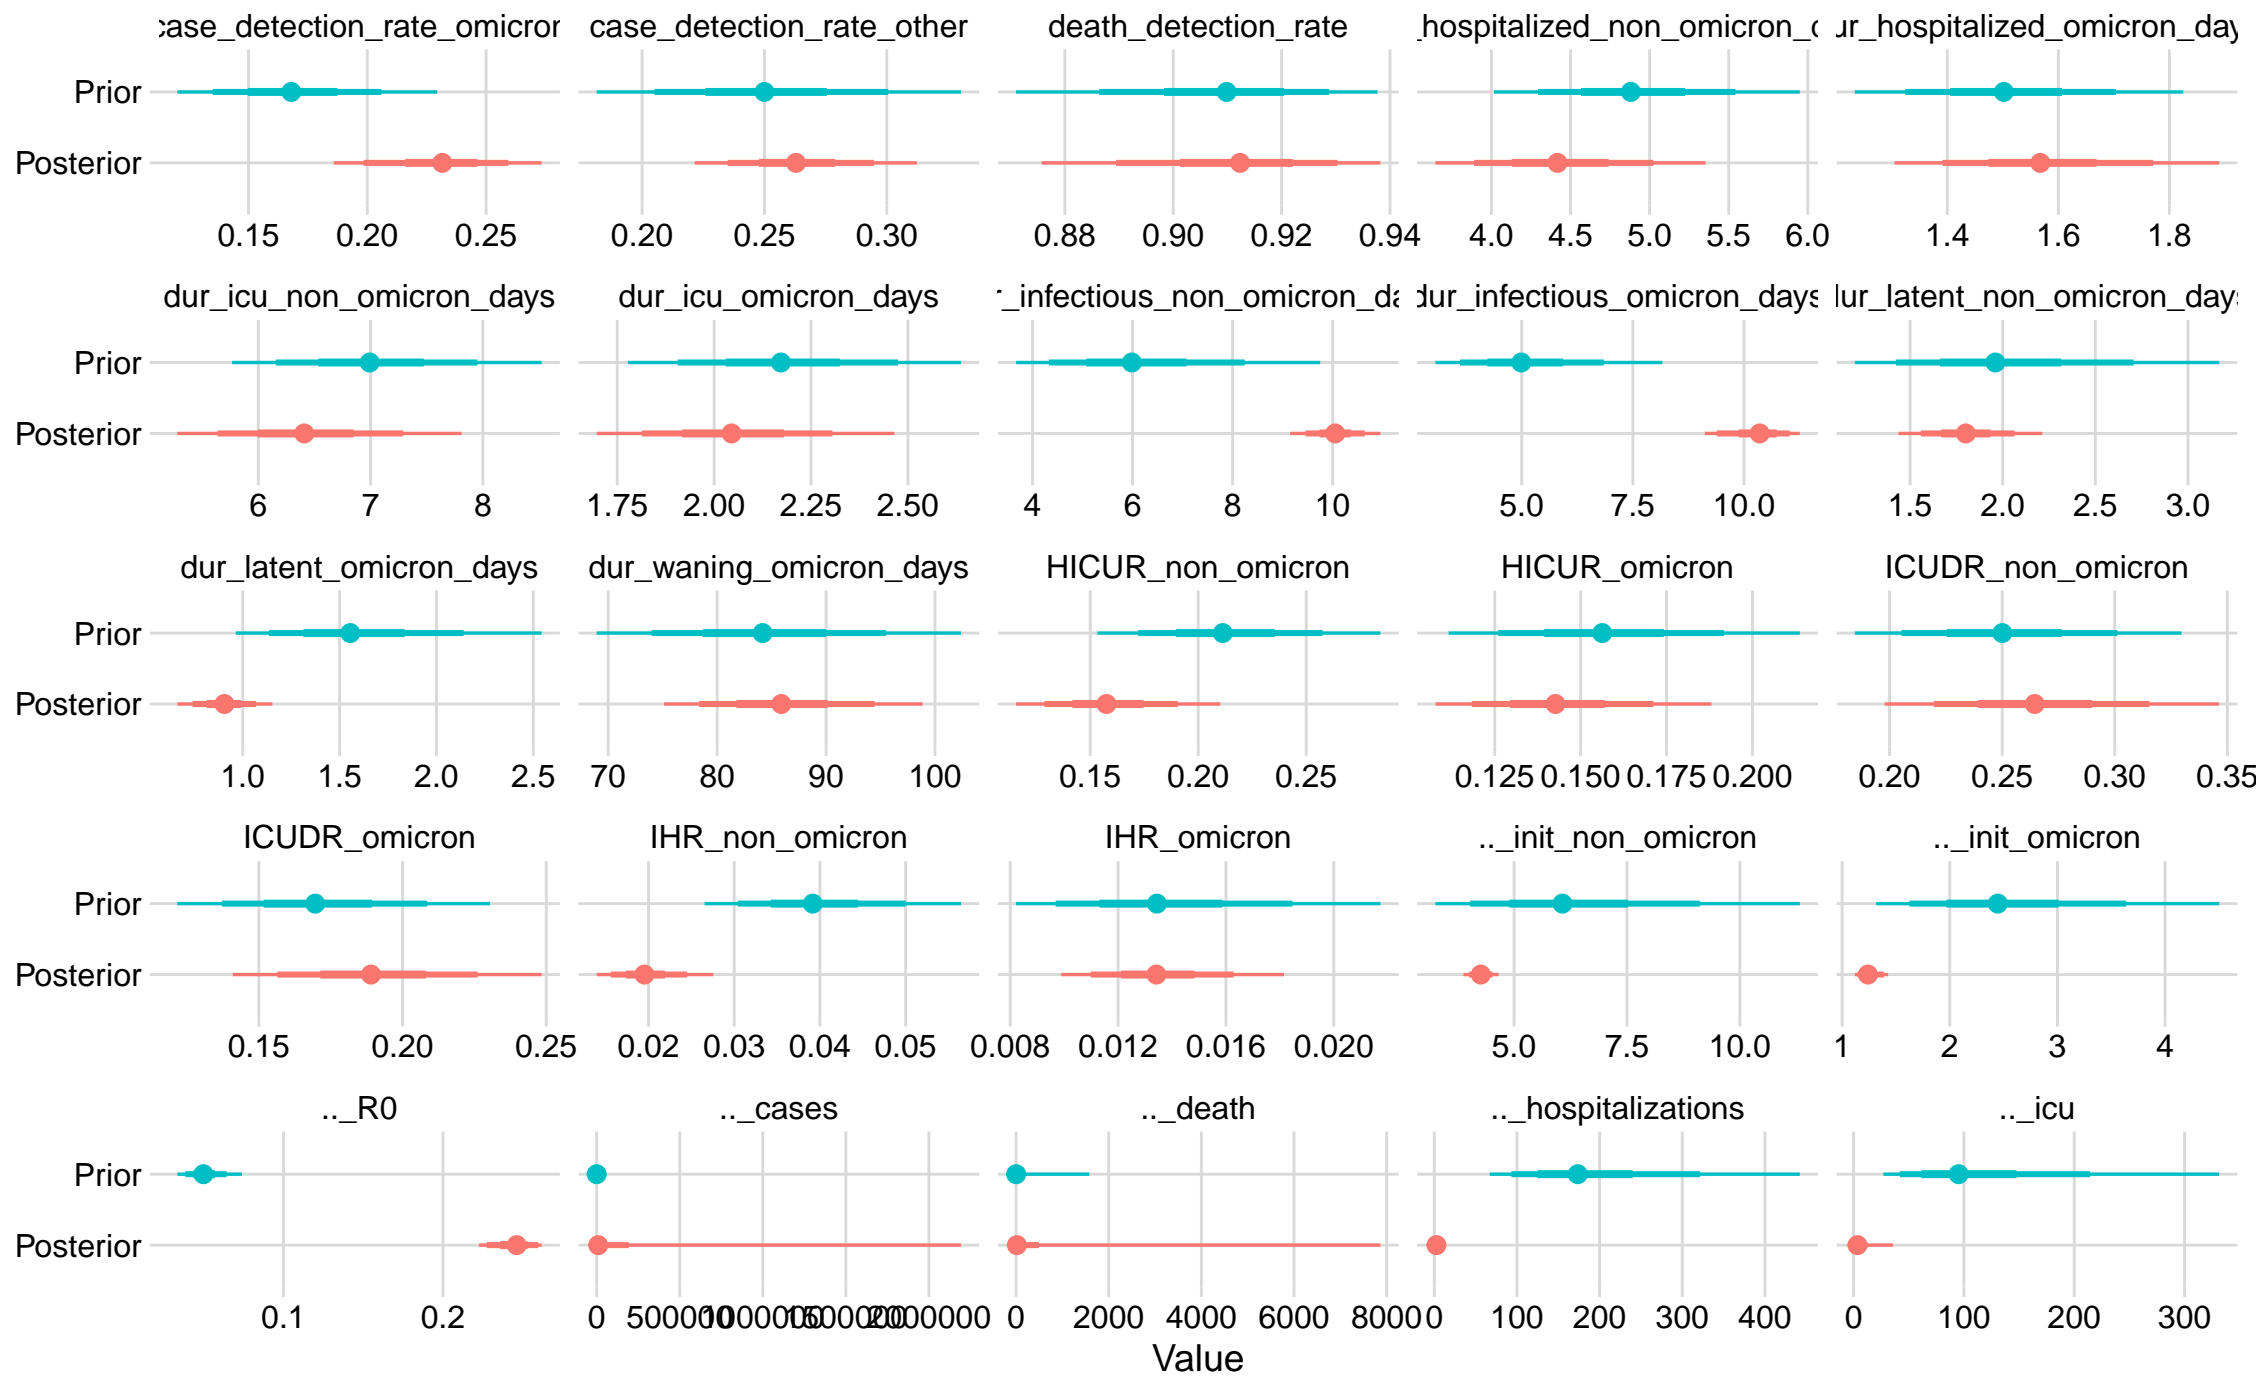 case_detection_rate_omicron case_detection_rate_other death_detection_rate _hospitalized_non_omicron_ ur_hospitalized_omicron_day
Prior
Posterior
0.15 0.20 0.25 0.20 0.25 0.30 0.88 0.90 0.92 0.94 4.0 4.5 5.0 5.5 6.0 1.4 1.6 1.8
dur_icu_non_omicron_days dur_icu_omicron_days r_infectious_non_omicron_da dur_infectious_omicron_days dur_latent_non_omicron_days
Prior
Posterior
6 7 8 1.75 2.00 2.25 2.50 4 6 8 10 5.0 7.5 10.0 1.5 2.0 2.5 3.0
dur_latent_omicron_days dur_waning_omicron_days HICUR_non_omicron HICUR_omicron ICUDR_non_omicron
Prior
Posterior
1.0 1.5 2.0 2.5 70 80 90 100 0.15 0.20 0.25 0.125 0.150 0.175 0.200 0.20 0.25 0.30 0.35
ICUDR_omicron IHR_non_omicron IHR_omicron .._init_non_omicron .._init_omicron
Prior
Posterior
0.15 0.20 0.25 0.02 0.03 0.04 0.05 0.008 0.012 0.016 0.020 5.0 7.5 10.0 1 2 3 4
.._R0 .._cases .._death .._hospitalizations .._icu
Prior
Posterior
0.1 0.2 0 500000 1000000 1500000 2000000 0 2000 4000 6000 8000 0 100 200 300 400 0 100 200 300
Value